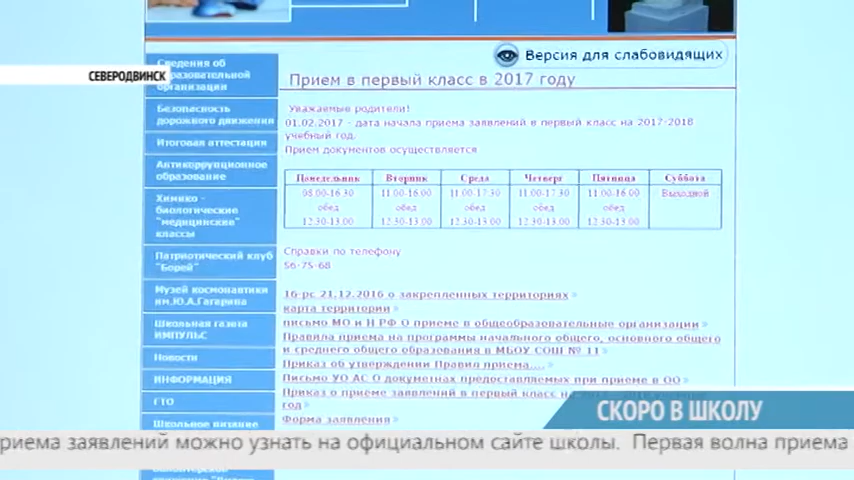 Версия для слабовидящих
СЕВЕРОДВИНСК
Сведения об
образовательной
организации
Безопасность
дорожного движения
Итоговая аттестация
Антикоррупционное
образование
Химико -
биологические
"медицинские"
классы
Патриотический клуб
"Борей"
Музей космонавтики
им.Ю.А.Гагарина
Школьная газета
ИМПУЛЬС
Новости
ИНФОРМАЦИЯ
ГТО
Школьное питание
Прием в первый класс в 2017 году
Уважаемые родители!
01.02.2017 - дата начала приема заявлений в первый класс на 2017-2018
учебный год.
Прием документов осуществляется
Понедельник Вторник Среда Четверг Пятница Суббота
08.00-16.30 11.00-16.00 11.00-17.30 11.00-17.30 11.00-16.00 Выходной
обед обед обед обед обед
12.30-13.00 12.30-13.00 12.30-13.00 12.30-13.00 12.30-13.00
Справки по телефону
56-75-68
16-рс 21.12.2016 о закрепленных территориях »
карта территории »
письмо МО и Н РФ О приеме в общеобразовательные организации »
Правила приема на программы начального общего, основного общего
и среднего общего образования в МБОУ СОШ № 11 »
Приказ об утверждении Правил приема.... »
Письмо УО АС О документах предоставляемых при приеме в ОО »
Приказ о приеме заявлений в первый класс на
год »
Форма заявления »
СКОРО В ШКОЛУ
риема заявлений можно узнать на официальном сайте школы. Первая волна приема